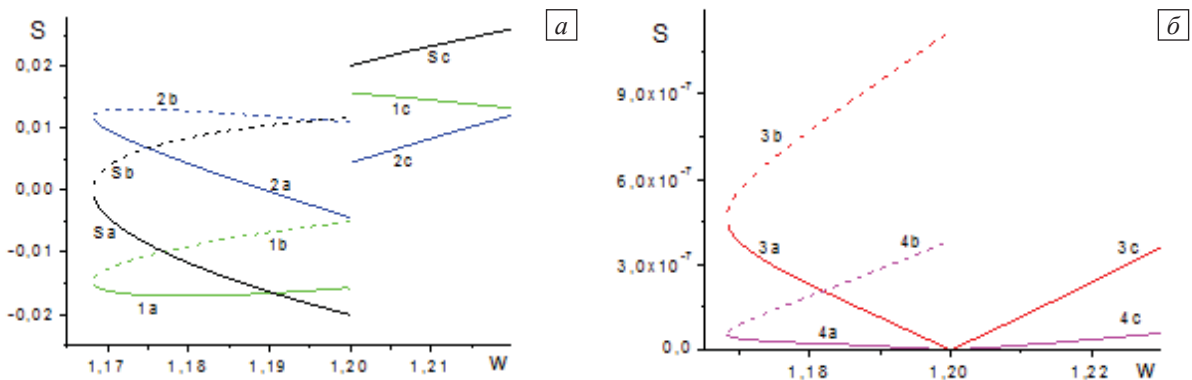 S
а
0,02
0,01
0,00
-0,01
-0,02
2b
Sb
Sa
2a
1b
1a
Sc
1c
2c
1,17
1,18
1,19
1,20
1,21
W
S
б
9,0x10⁻⁷
6,0x10⁻⁷
3,0x10⁻⁷
0,0
3b
3a
4b
4a
3c
4c
1,18
1,20
1,22
W